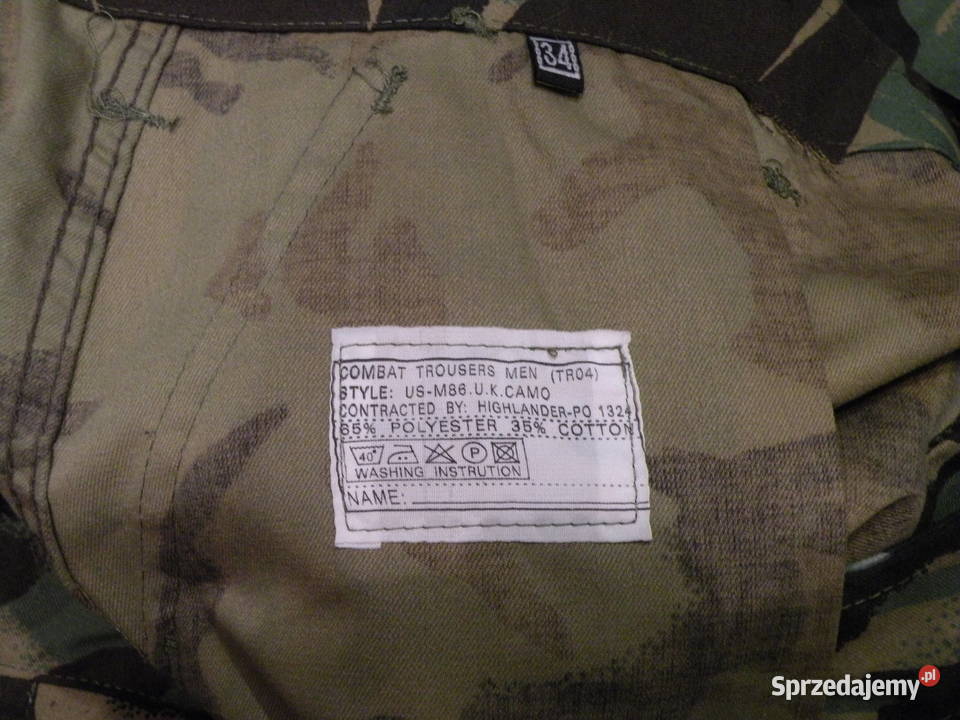 34
COMBAT TROUSERS MEN (TR04)
STYLE: US-M86.U.K.CAMO
CONTRACTED BY: HIGHLANDER-PO 1324
65% POLYESTER 35% COTTON
40° P
WASHING INSTRUTION
NAME:
Sprzedajemy.pl